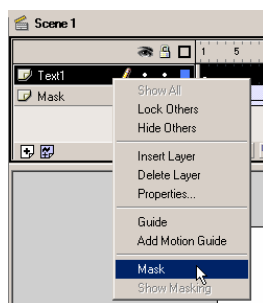 Scene 1
1 5
Text1
Mask
Show All
Lock Others
Hide Others
Insert Layer
Delete Layer
Properties...
Guide
Add Motion Guide
Mask
Show Masking